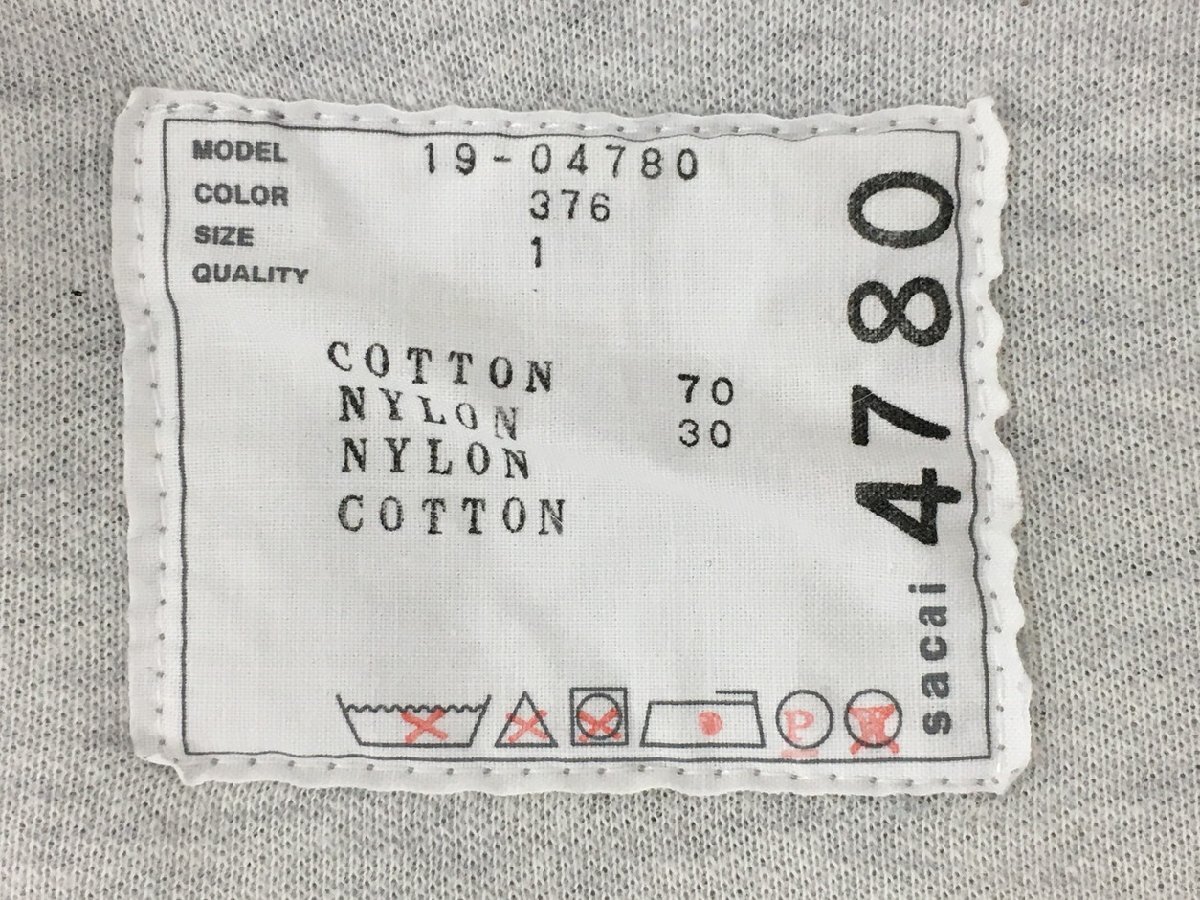 MODEL 19-04780
COLOR 376
SIZE 1
QUALITY
COTTON 70
NYLON 30
NYLON
COTTON
P
W
sacai 4780